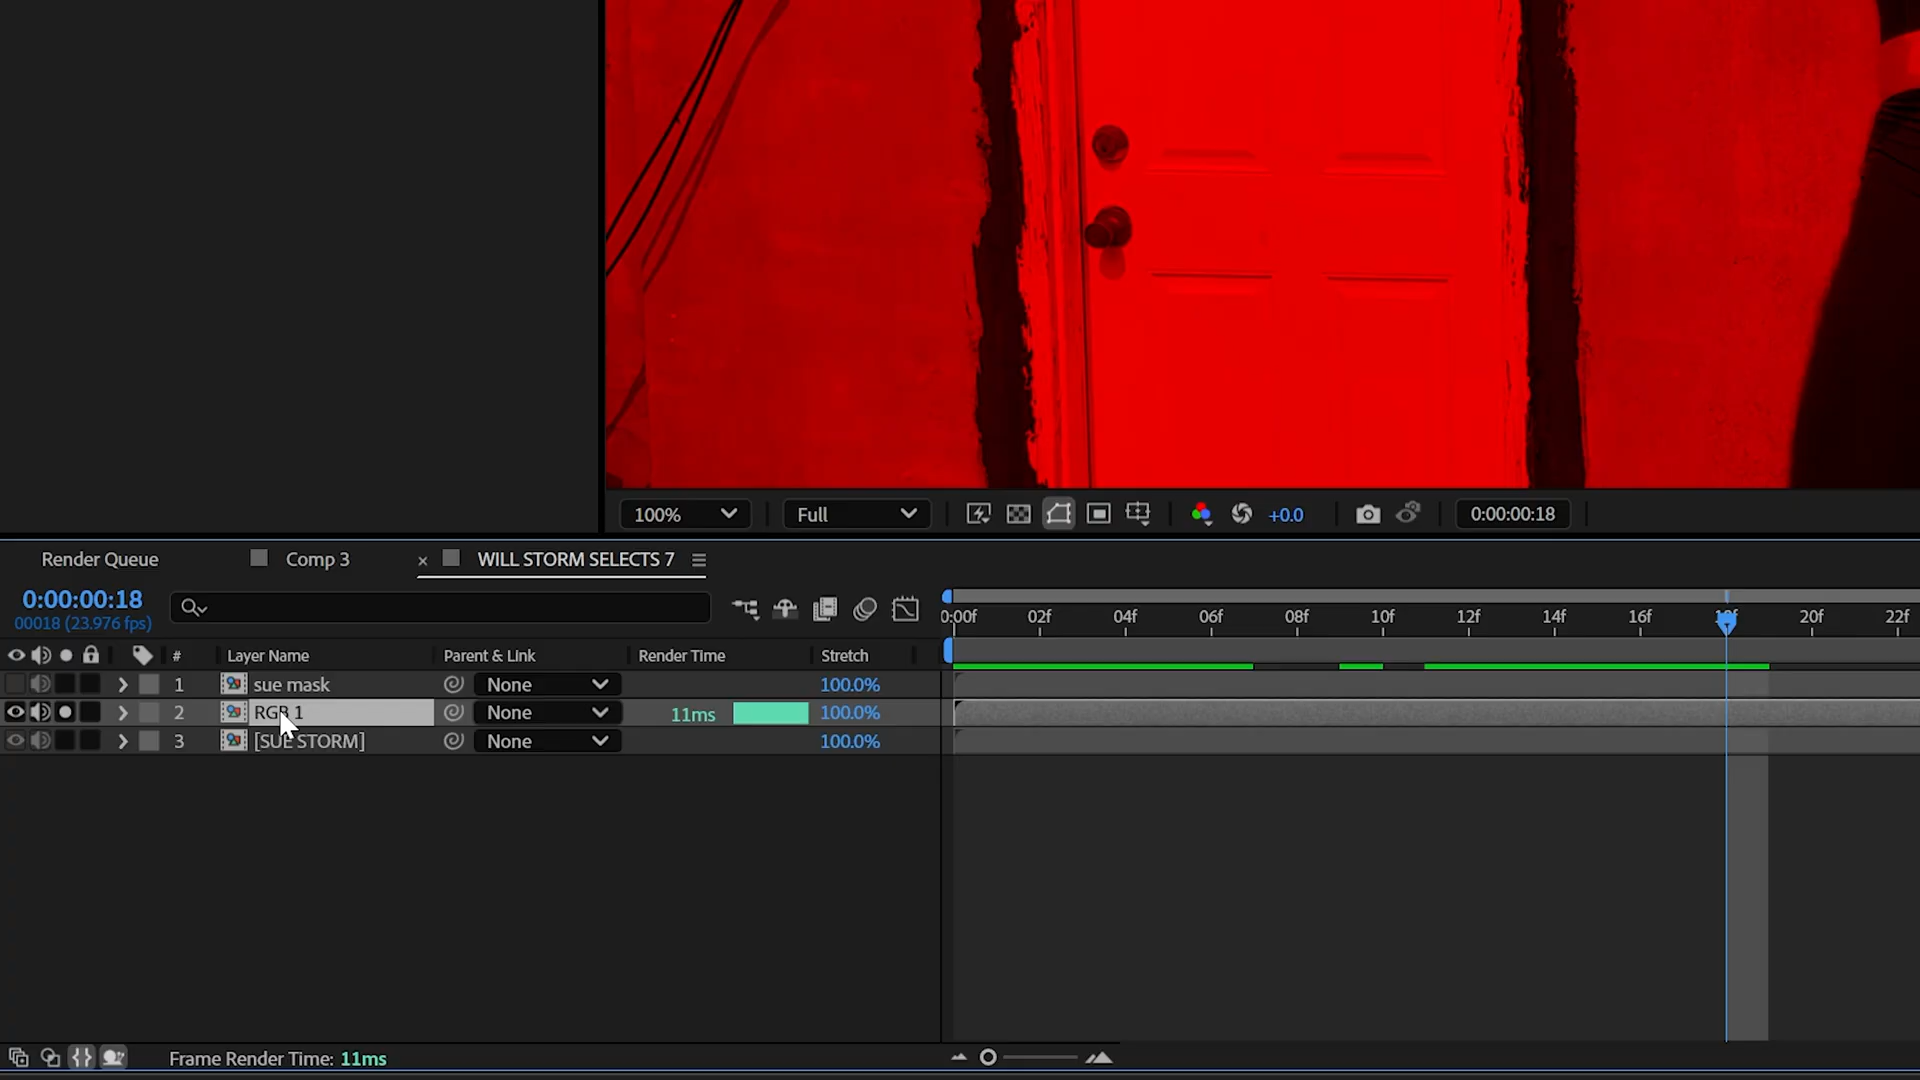 100% Full +0.0 0:00:00:18
Render Queue Comp 3 × WILL STORM SELECTS 7
0:00:00:18
00018 (23.976 fps)
0:00f 02f 04f 06f 08f 10f 12f 14f 16f 18f 20f 22f
# Layer Name Parent & Link Render Time Stretch
1 sue mask None 100.0%
2 RGB 1 None 11ms 100.0%
3 [SUE STORM] None 100.0%
Frame Render Time: 11ms